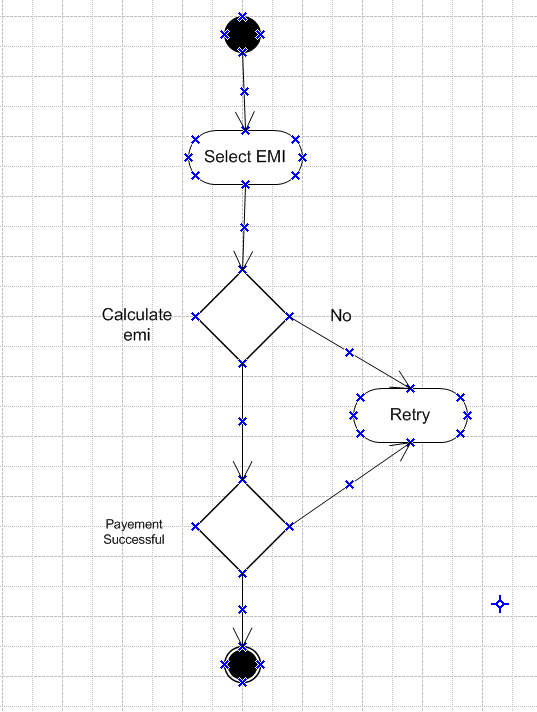 Select EMI
Calculate
emi
No
Retry
Payement
Successful